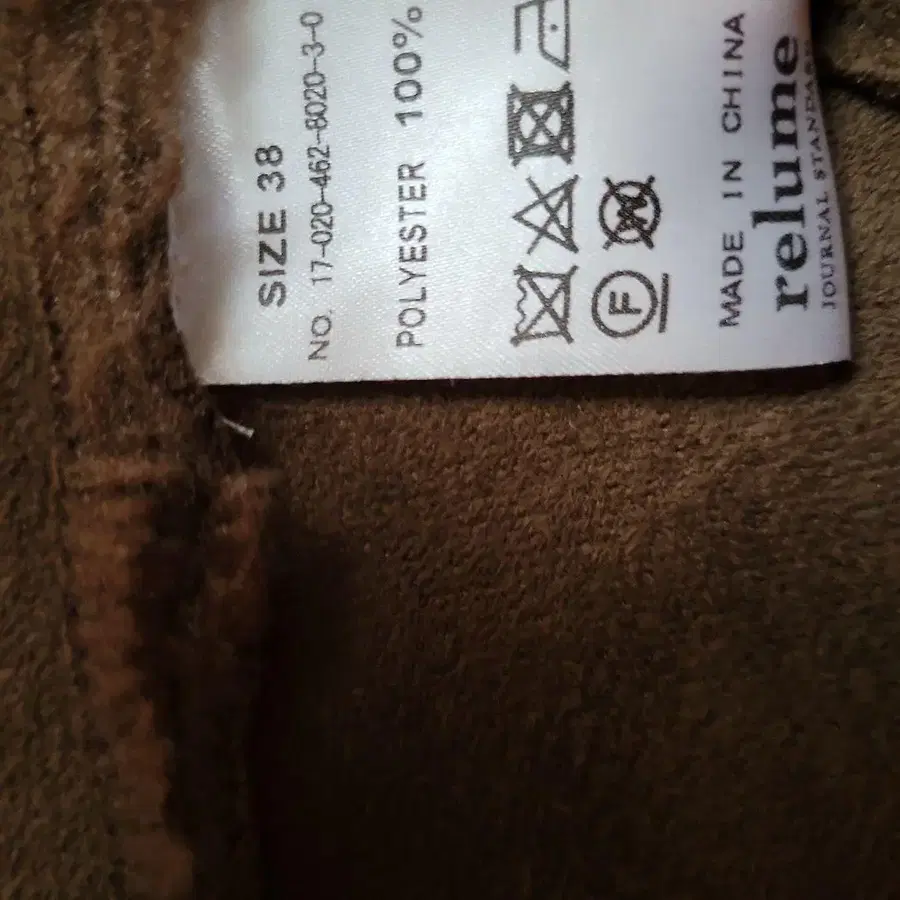 SIZE 38
NO. 17-020-462-8020-3-0
POLYESTER 100%
F
W
MADE IN CHINA
relume
JOURNAL STANDARD